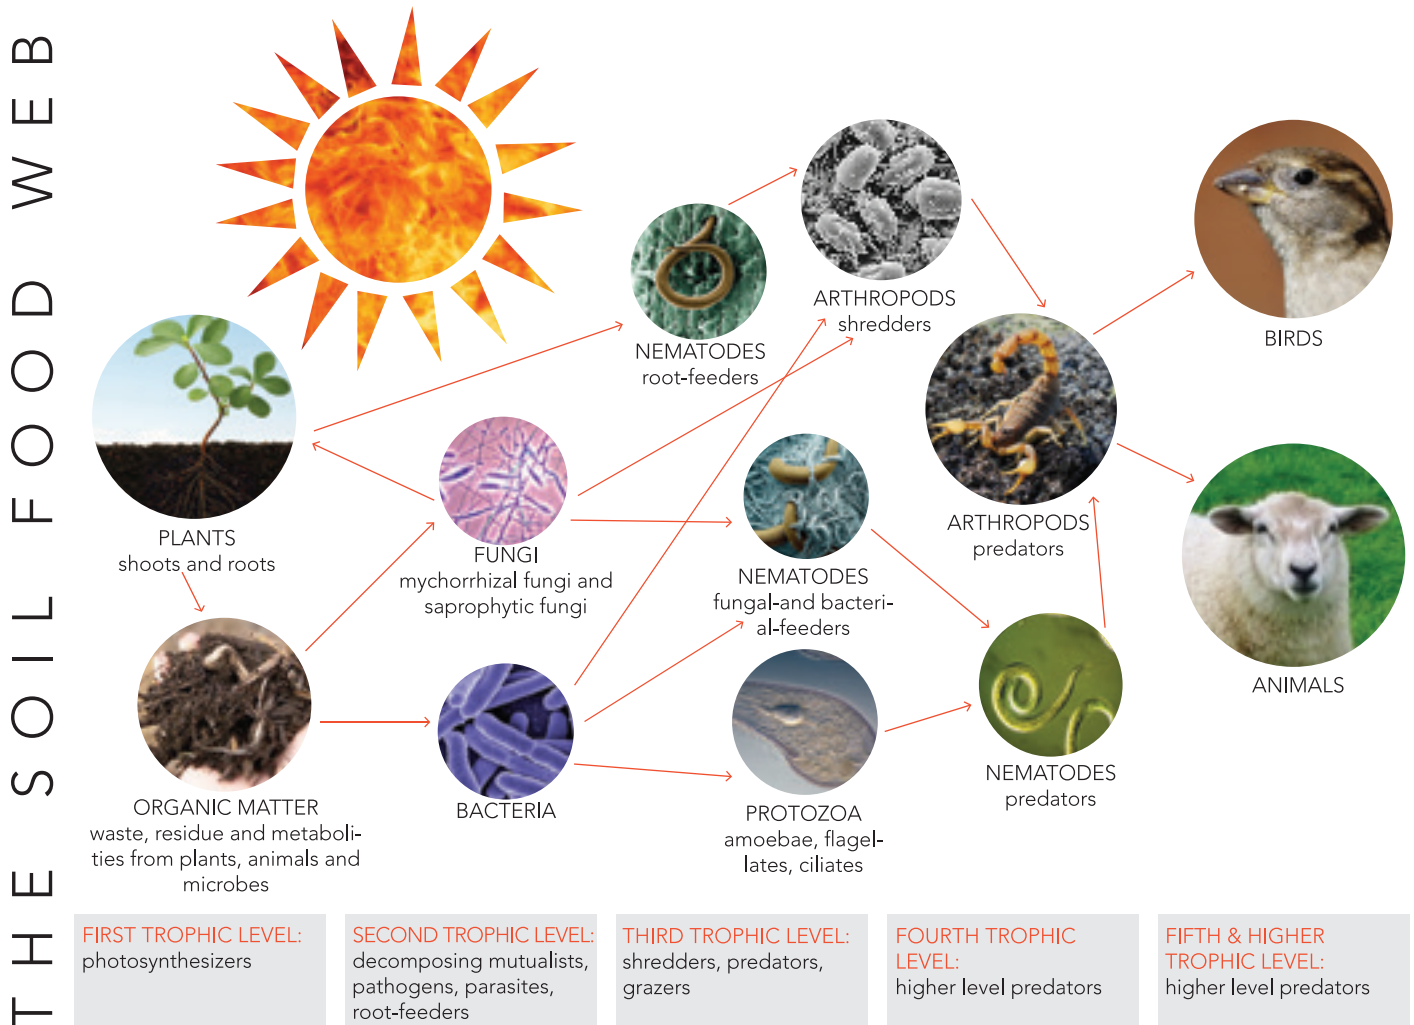 THE SOIL FOOD WEB
NEMATODES
root-feeders
ARTHROPODS
shredders
BIRDS
PLANTS
shoots and roots
FUNGI
mychorrhizal fungi and
saprophytic fungi
NEMATODES
fungal-and bacteri-
al-feeders
ARTHROPODS
predators
ANIMALS
ORGANIC MATTER
waste, residue and metaboli-
ties from plants, animals and
microbes
BACTERIA
PROTOZOA
amoebae, flagel-
lates, ciliates
NEMATODES
predators
FIRST TROPHIC LEVEL:
photosynthesizers
SECOND TROPHIC LEVEL:
decomposing mutualists,
pathogens, parasites,
root-feeders
THIRD TROPHIC LEVEL:
shredders, predators,
grazers
FOURTH TROPHIC
LEVEL:
higher level predators
FIFTH & HIGHER
TROPHIC LEVEL:
higher level predators